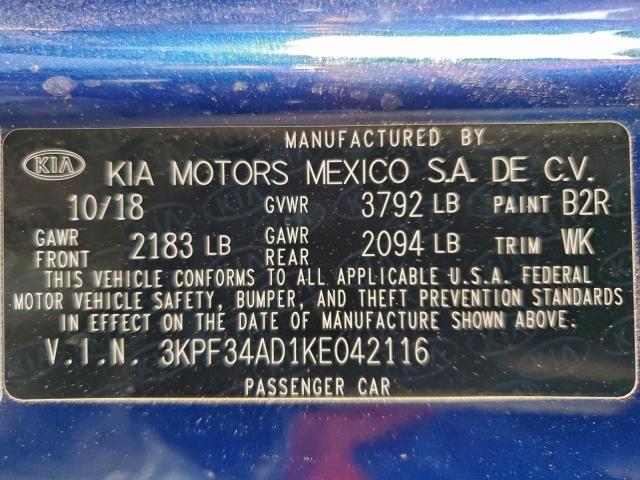 MANUFACTURED BY
KIA KIA MOTORS MEXICO S.A. DE C.V.
10/18 GVWR 3792 LB PAINT B2R
GAWR FRONT 2183 LB GAWR REAR 2094 LB TRIM WK
THIS VEHICLE CONFORMS TO ALL APPLICABLE U.S.A. FEDERAL
MOTOR VEHICLE SAFETY, BUMPER, AND THEFT PREVENTION STANDARDS
IN EFFECT ON THE DATE OF MANUFACTURE SHOWN ABOVE.
V.I.N. 3KPF34AD1KE042116
PASSENGER CAR